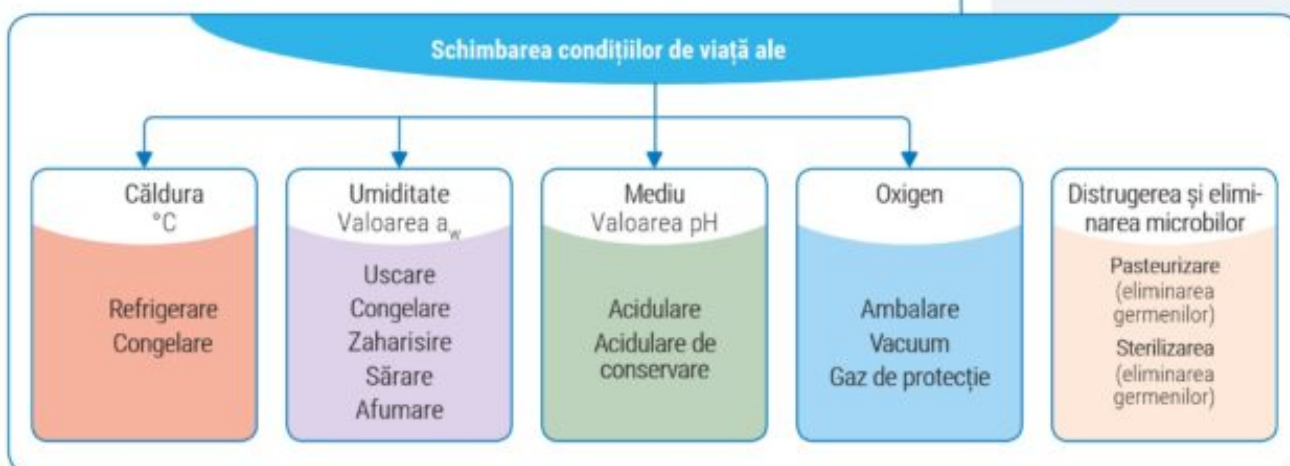 Schimbarea condițiilor de viață ale
Căldura
°C
Refrigerare
Congelare
Umiditate
Valoarea a_w
Uscare
Congelare
Zaharisire
Sărare
Afumare
Mediu
Valoarea pH
Acidulare
Acidulare de
conservare
Oxigen
Ambalare
Vacuum
Gaz de protecție
Distrugerea și elimi-
narea microbilor
Pasteurizare
(eliminarea
germenilor)
Sterilizarea
(eliminarea
germenilor)